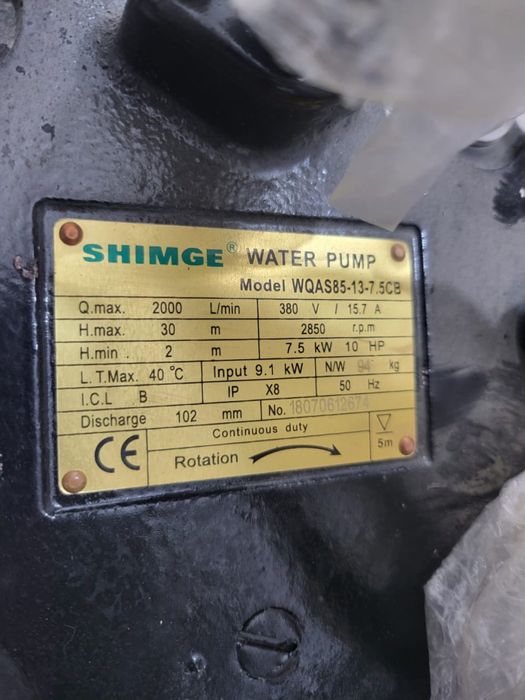 SHIMGE® WATER PUMP
Model WQAS85-13-7.5CB
Q.max. 2000 L/min 380 V / 15.7 A
H.max. 30 m 2850 r.p.m
H.min. 2 m 7.5 kW 10 HP
L.T.Max. 40 °C Input 9.1 kW N/W 94 kg
I.C.L B IP X8 50 Hz
Discharge 102 mm No. 18070612674
Continuous duty
CE Rotation 5m